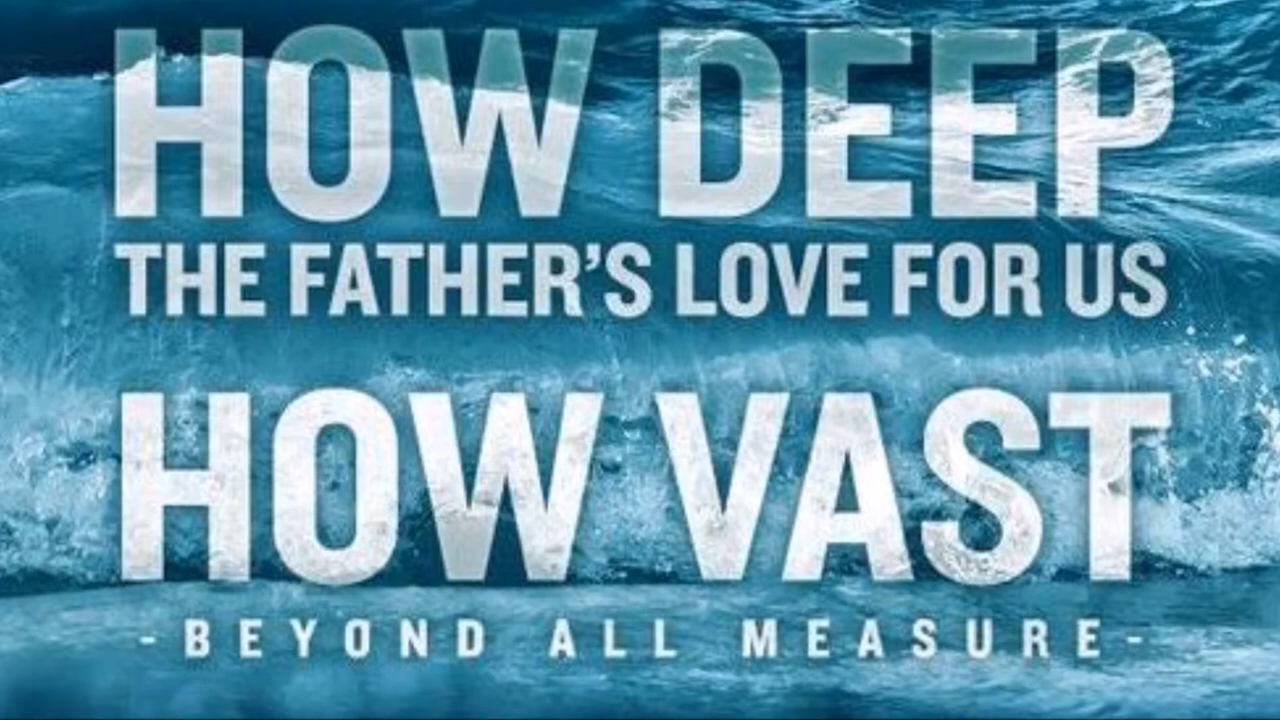 HOW DEEP
THE FATHER'S LOVE FOR US
HOW VAST
- BEYOND ALL MEASURE -